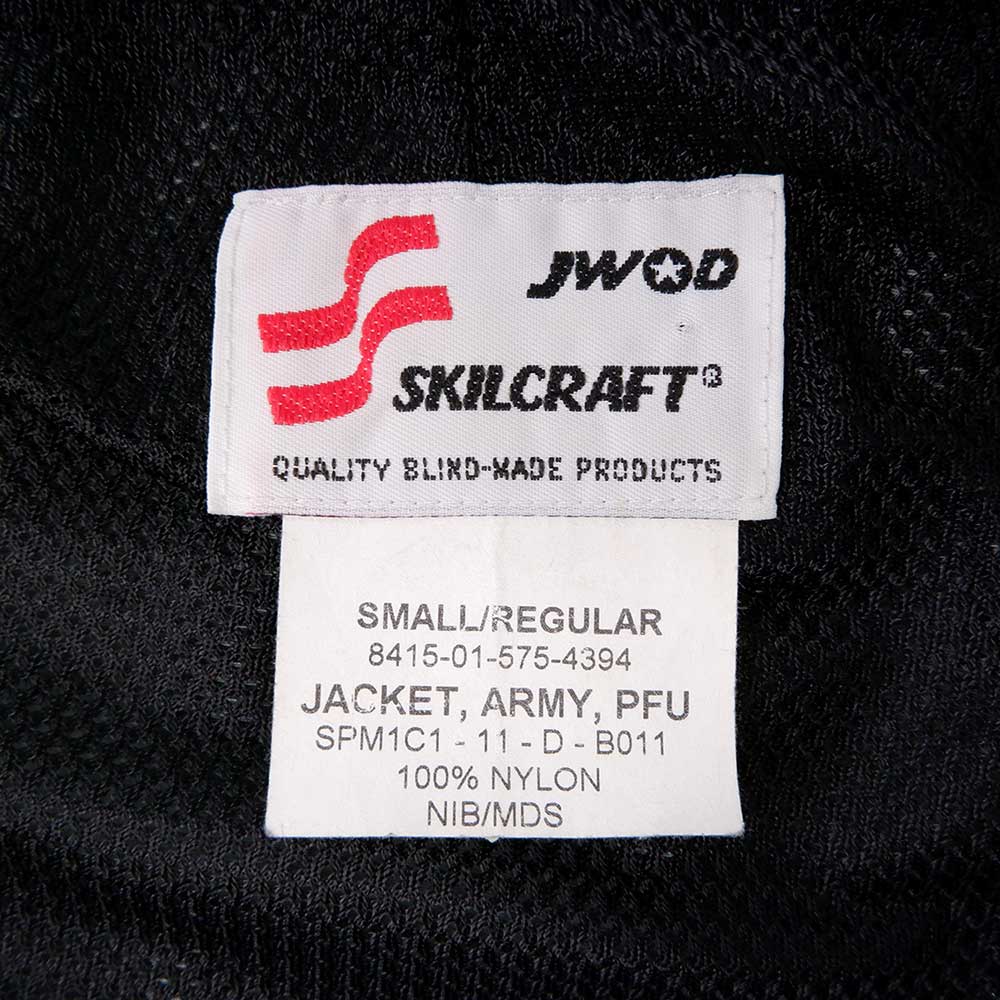 JWOD
SKILCRAFT®
QUALITY BLIND-MADE PRODUCTS
SMALL/REGULAR
8415-01-575-4394
JACKET, ARMY, PFU
SPM1C1 - 11 - D - B011
100% NYLON
NIB/MDS